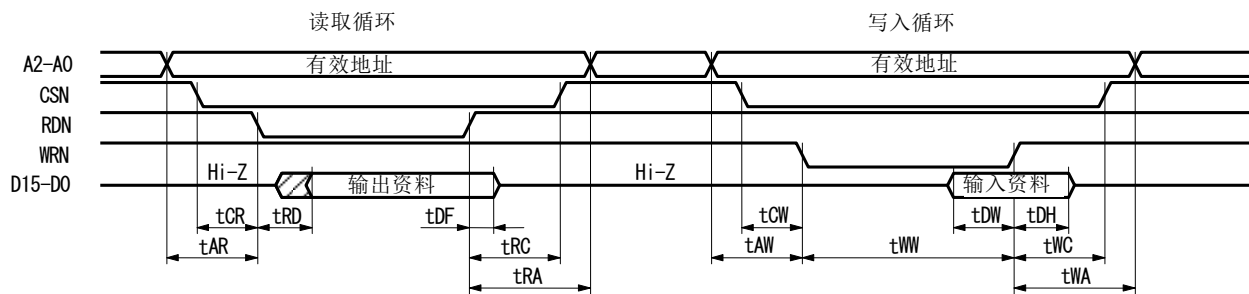 读取循环 写入循环
A2-A0 有效地址 有效地址
CSN
RDN
WRN
Hi-Z Hi-Z
D15-D0 输出资料 输入资料
tCR tRD tDF tCW tDW tDH
tAR tRC tAW tWW tWC
tRA tWA